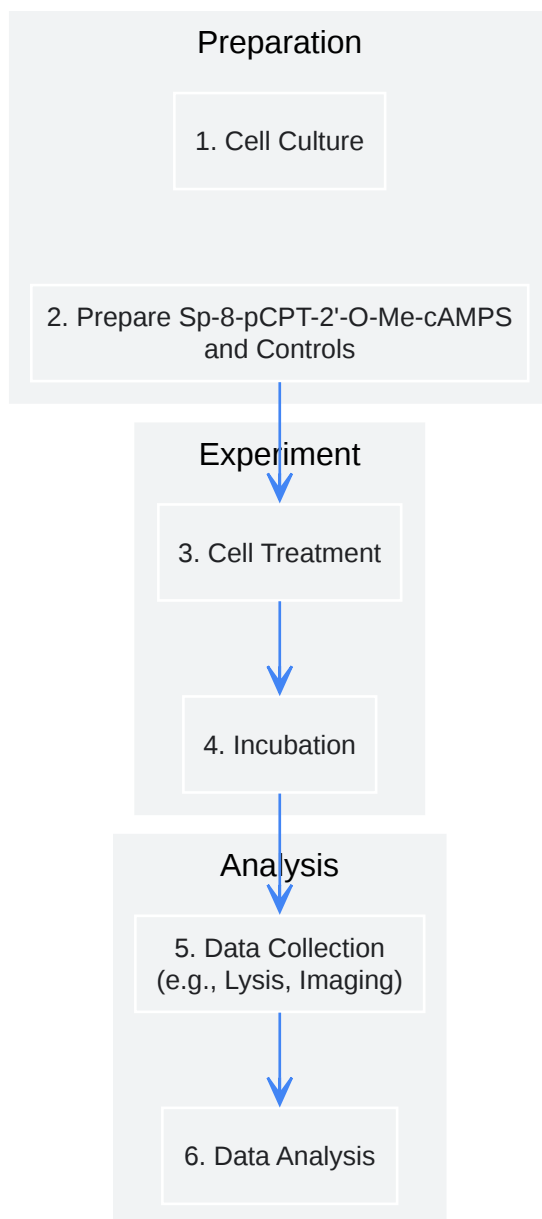 Preparation
1. Cell Culture
2. Prepare Sp-8-pCPT-2'-O-Me-cAMPS
and Controls
Experiment
3. Cell Treatment
4. Incubation
Analysis
5. Data Collection
(e.g., Lysis, Imaging)
6. Data Analysis